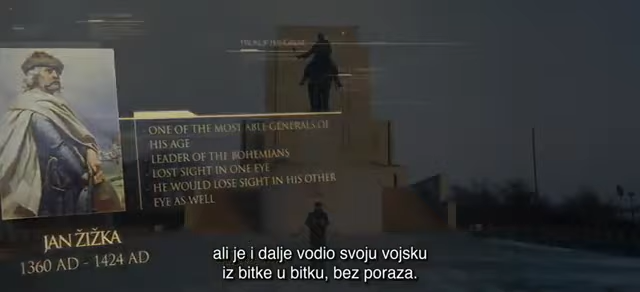 ONE OF THE MOST ABLE GENERALS OF
HIS AGE
- LEADER OF THE BOHEMIANS
- LOST SIGHT IN ONE EYE
- HE WOULD LOSE SIGHT IN HIS OTHER
EYE AS WELL
JAN ŽIŽKA
1360 AD - 1424 AD
ali je i dalje vodio svoju vojsku
iz bitke u bitku, bez poraza.